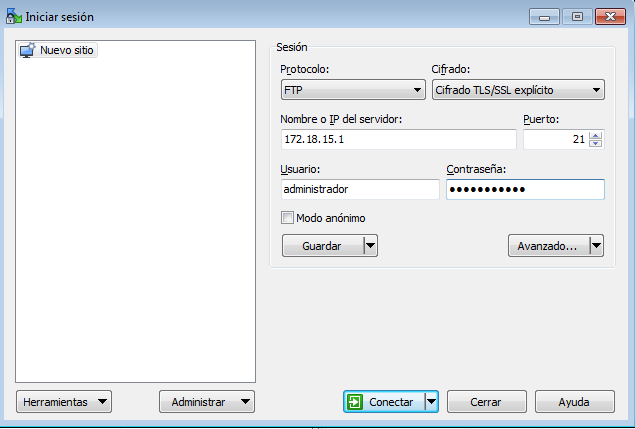 Iniciar sesión
Nuevo sitio
Sesión
Protocolo: Cifrado:
FTP Cifrado TLS/SSL explícito
Nombre o IP del servidor: Puerto:
172.18.15.1 21
Usuario: Contraseña:
administrador ●●●●●●●●●●●
Modo anónimo
Guardar Avanzado...
Herramientas Administrar Conectar Cerrar Ayuda